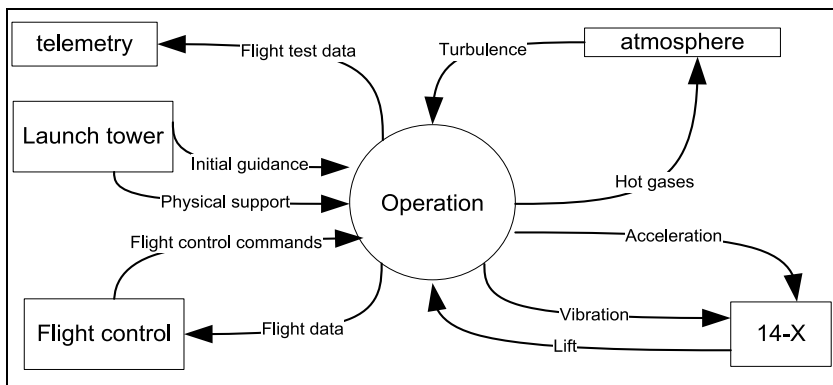 telemetry
Flight test data
Turbulence
atmosphere
Launch tower
Initial guidance
Physical support
Operation
Hot gases
Flight control commands
Acceleration
Flight control
Flight data
Vibration
Lift
14-X